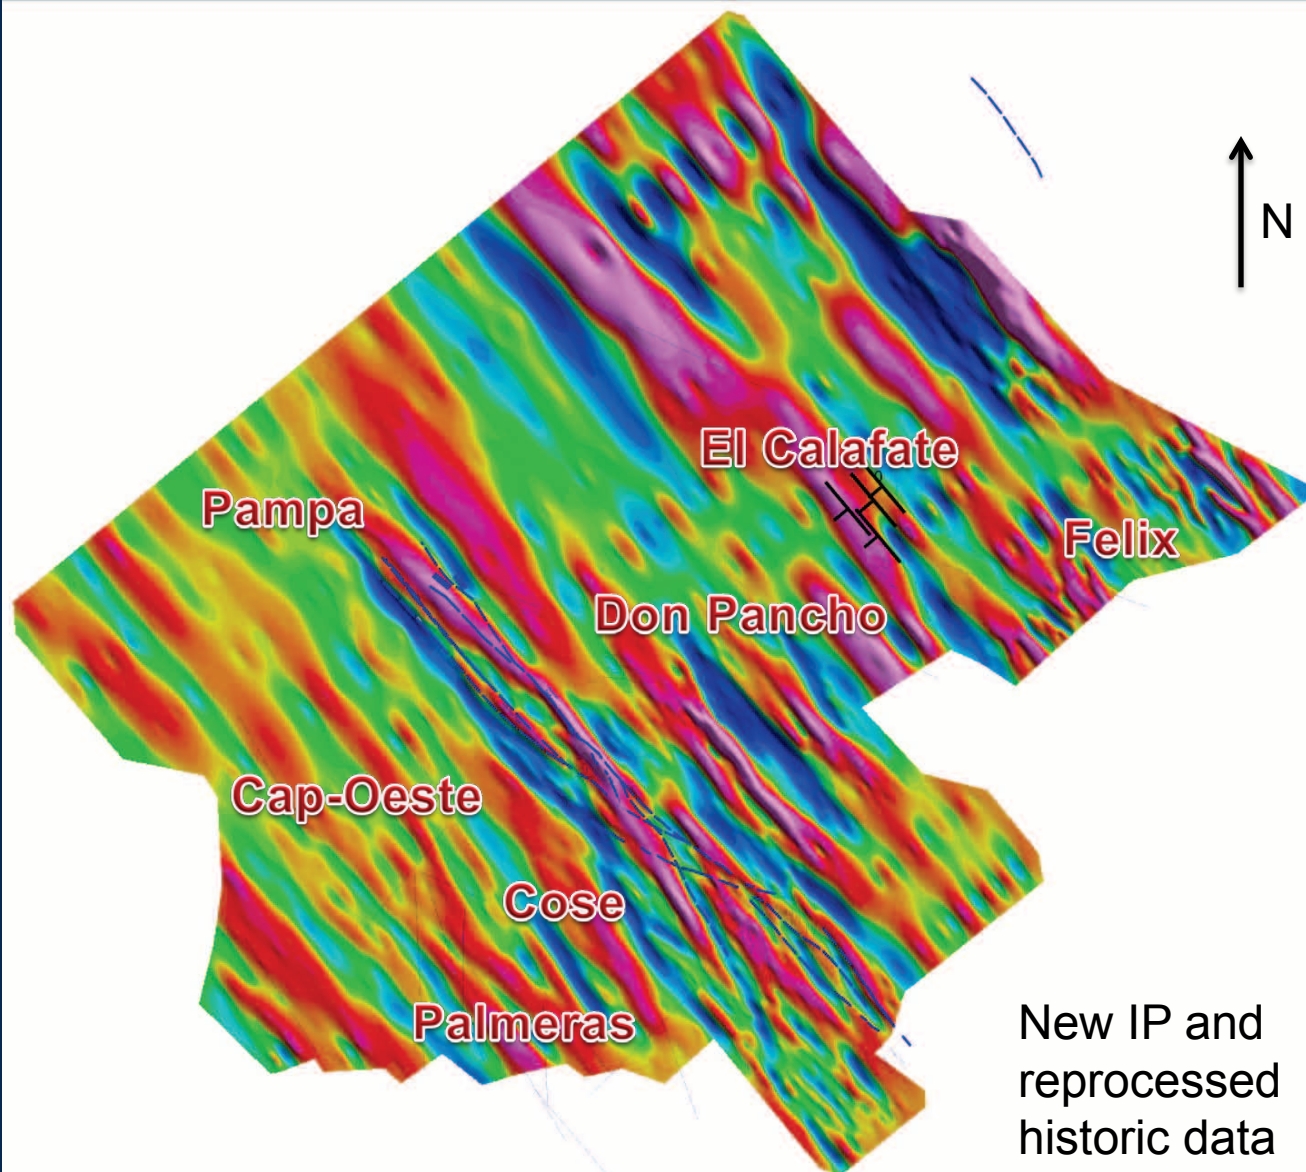 N
El Calafate
Pampa
Felix
Don Pancho
Cap-Oeste
Cose
Palmeras
New IP and
reprocessed
historic data